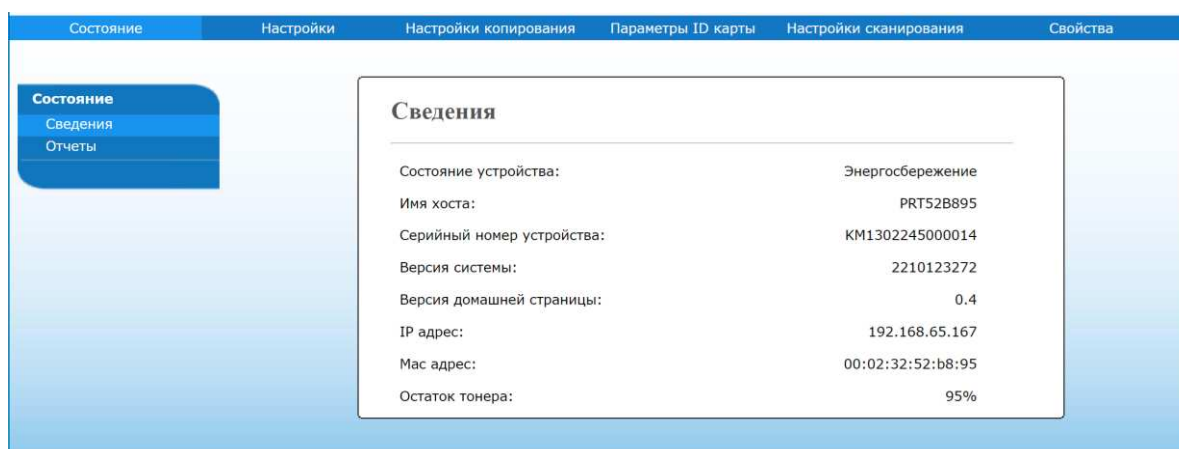 Состояние Настройки Настройки копирования Параметры ID карты Настройки сканирования Свойства
Состояние
Сведения
Отчеты
Сведения
Состояние устройства: Энергосбережение
Имя хоста: PRT52B895
Серийный номер устройства: KM1302245000014
Версия системы: 2210123272
Версия домашней страницы: 0.4
IP адрес: 192.168.65.167
Mac адрес: 00:02:32:52:b8:95
Остаток тонера: 95%